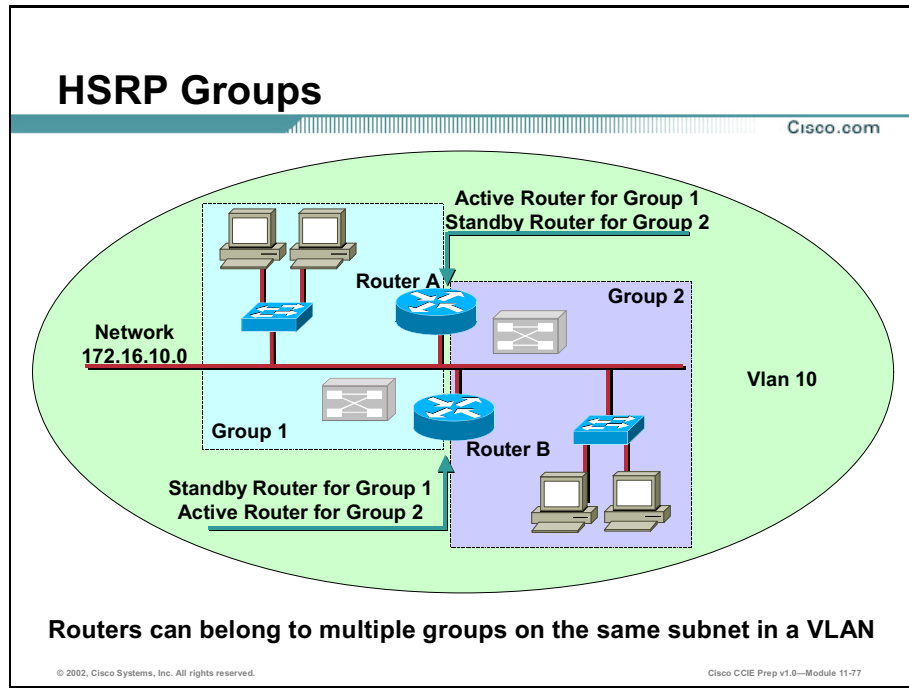 HSRP Groups
Cisco.com
Active Router for Group 1
Standby Router for Group 2
Router A
Group 2
Network
172.16.10.0
Vlan 10
Group 1
Router B
Standby Router for Group 1
Active Router for Group 2
Routers can belong to multiple groups on the same subnet in a VLAN
© 2002, Cisco Systems, Inc. All rights reserved.
Cisco CCIE Prep v1.0—Module 11-77